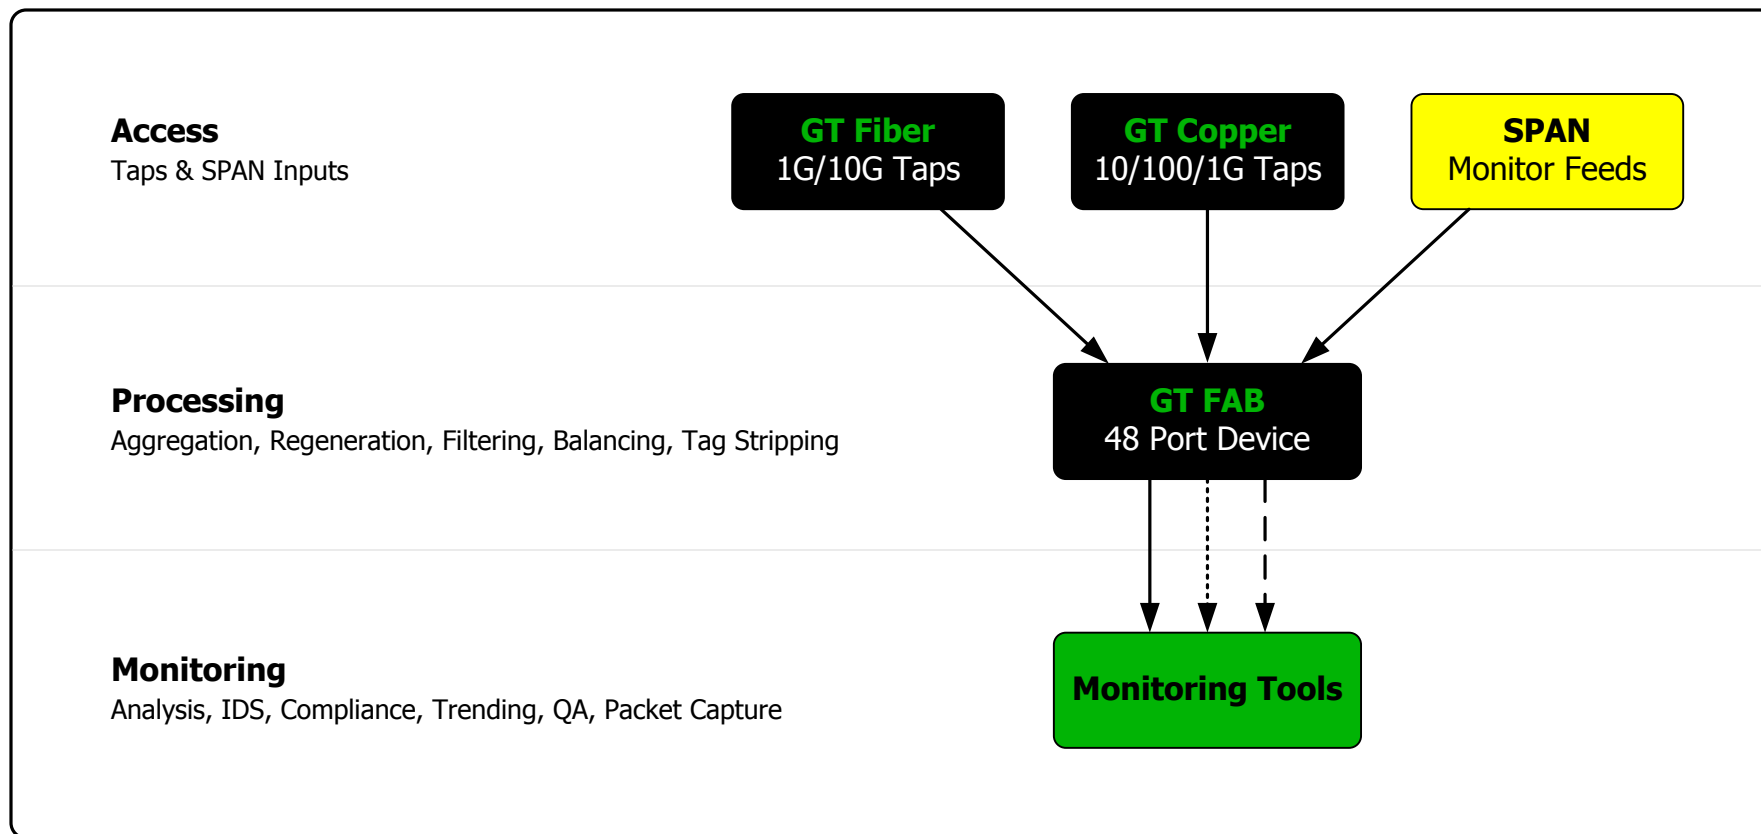 Access
Taps & SPAN Inputs
GT Fiber
1G/10G Taps
GT Copper
10/100/1G Taps
SPAN
Monitor Feeds
Processing
Aggregation, Regeneration, Filtering, Balancing, Tag Stripping
GT FAB
48 Port Device
Monitoring
Analysis, IDS, Compliance, Trending, QA, Packet Capture
Monitoring Tools